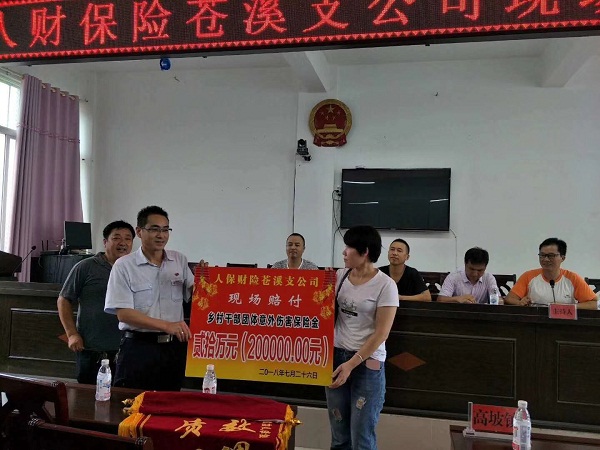 人财保险苍溪支公司现场
人保财险苍溪支公司
现场赔付
乡村干部团体意外伤害保险金
贰拾万元（200000.00元）
二〇一八年七月二十六日
高坡镇